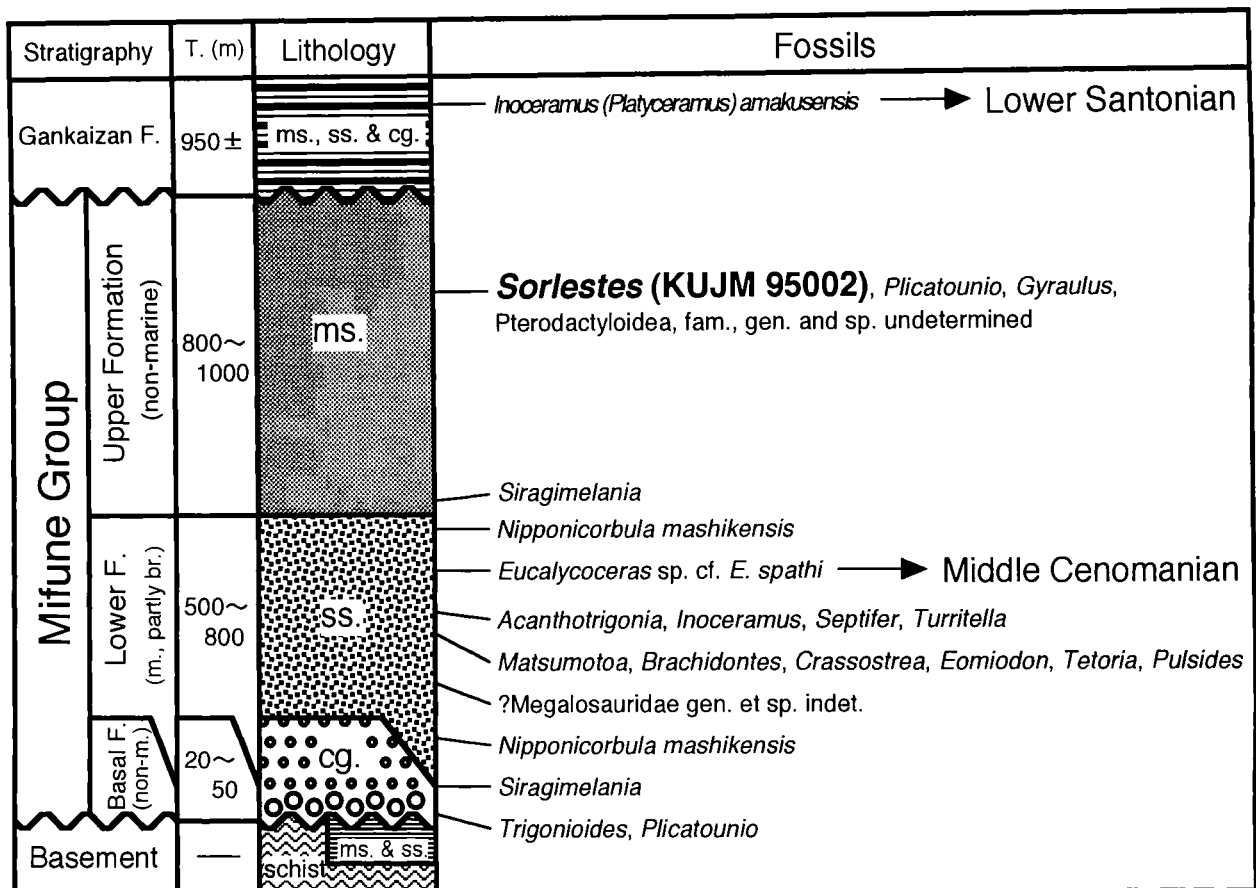 Stratigraphy
T. (m)
Lithology
Fossils
Gankaizan F.
950 ±
ms., ss. & cg.
Inoceramus (Platyceramus) amakusensis
Lower Santonian
Mifune Group
Upper Formation
(non-marine)
800~
1000
ms.
Sorlestes (KUJM 95002), Plicatounio, Gyraulus,
Pterodactyloidea, fam., gen. and sp. undetermined
Siragimelania
Lower F.
(m., partly br.)
500~
800
ss.
Nipponicorbula mashikensis
Eucalycoceras sp. cf. E. spathi
Middle Cenomanian
Acanthotrigonia, Inoceramus, Septifer, Turritella
Matsumotoa, Brachidontes, Crassostrea, Eomiodon, Tetoria, Pulsides
?Megalosauridae gen. et sp. indet.
Basal F.
(non-m.)
20~
50
cg.
Nipponicorbula mashikensis
Siragimelania
Trigonioides, Plicatounio
Basement
—
schist
ms. & ss.